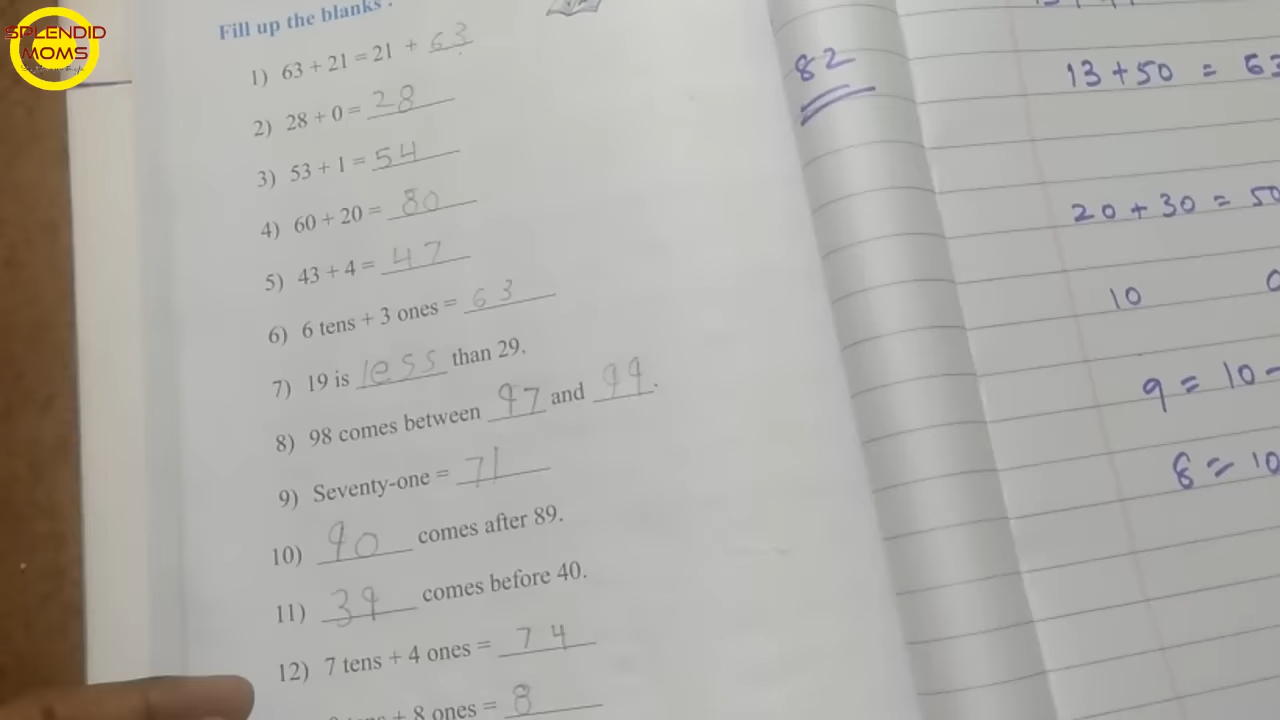 SPLENDID
MOMS
Fill up the blanks :
1) 63 + 21 = 21 + 63
2) 28 + 0 = 28
3) 53 + 1 = 54
4) 60 + 20 = 80
5) 43 + 4 = 47
6) 6 tens + 3 ones = 63
7) 19 is less than 29.
8) 98 comes between 97 and 99.
9) Seventy-one = 71
10) 90 comes after 89.
11) 39 comes before 40.
12) 7 tens + 4 ones = 74
+ 8 ones = 8
82
13 + 50 = 63
20 + 30 = 50
10
9 = 10 -
8 = 10